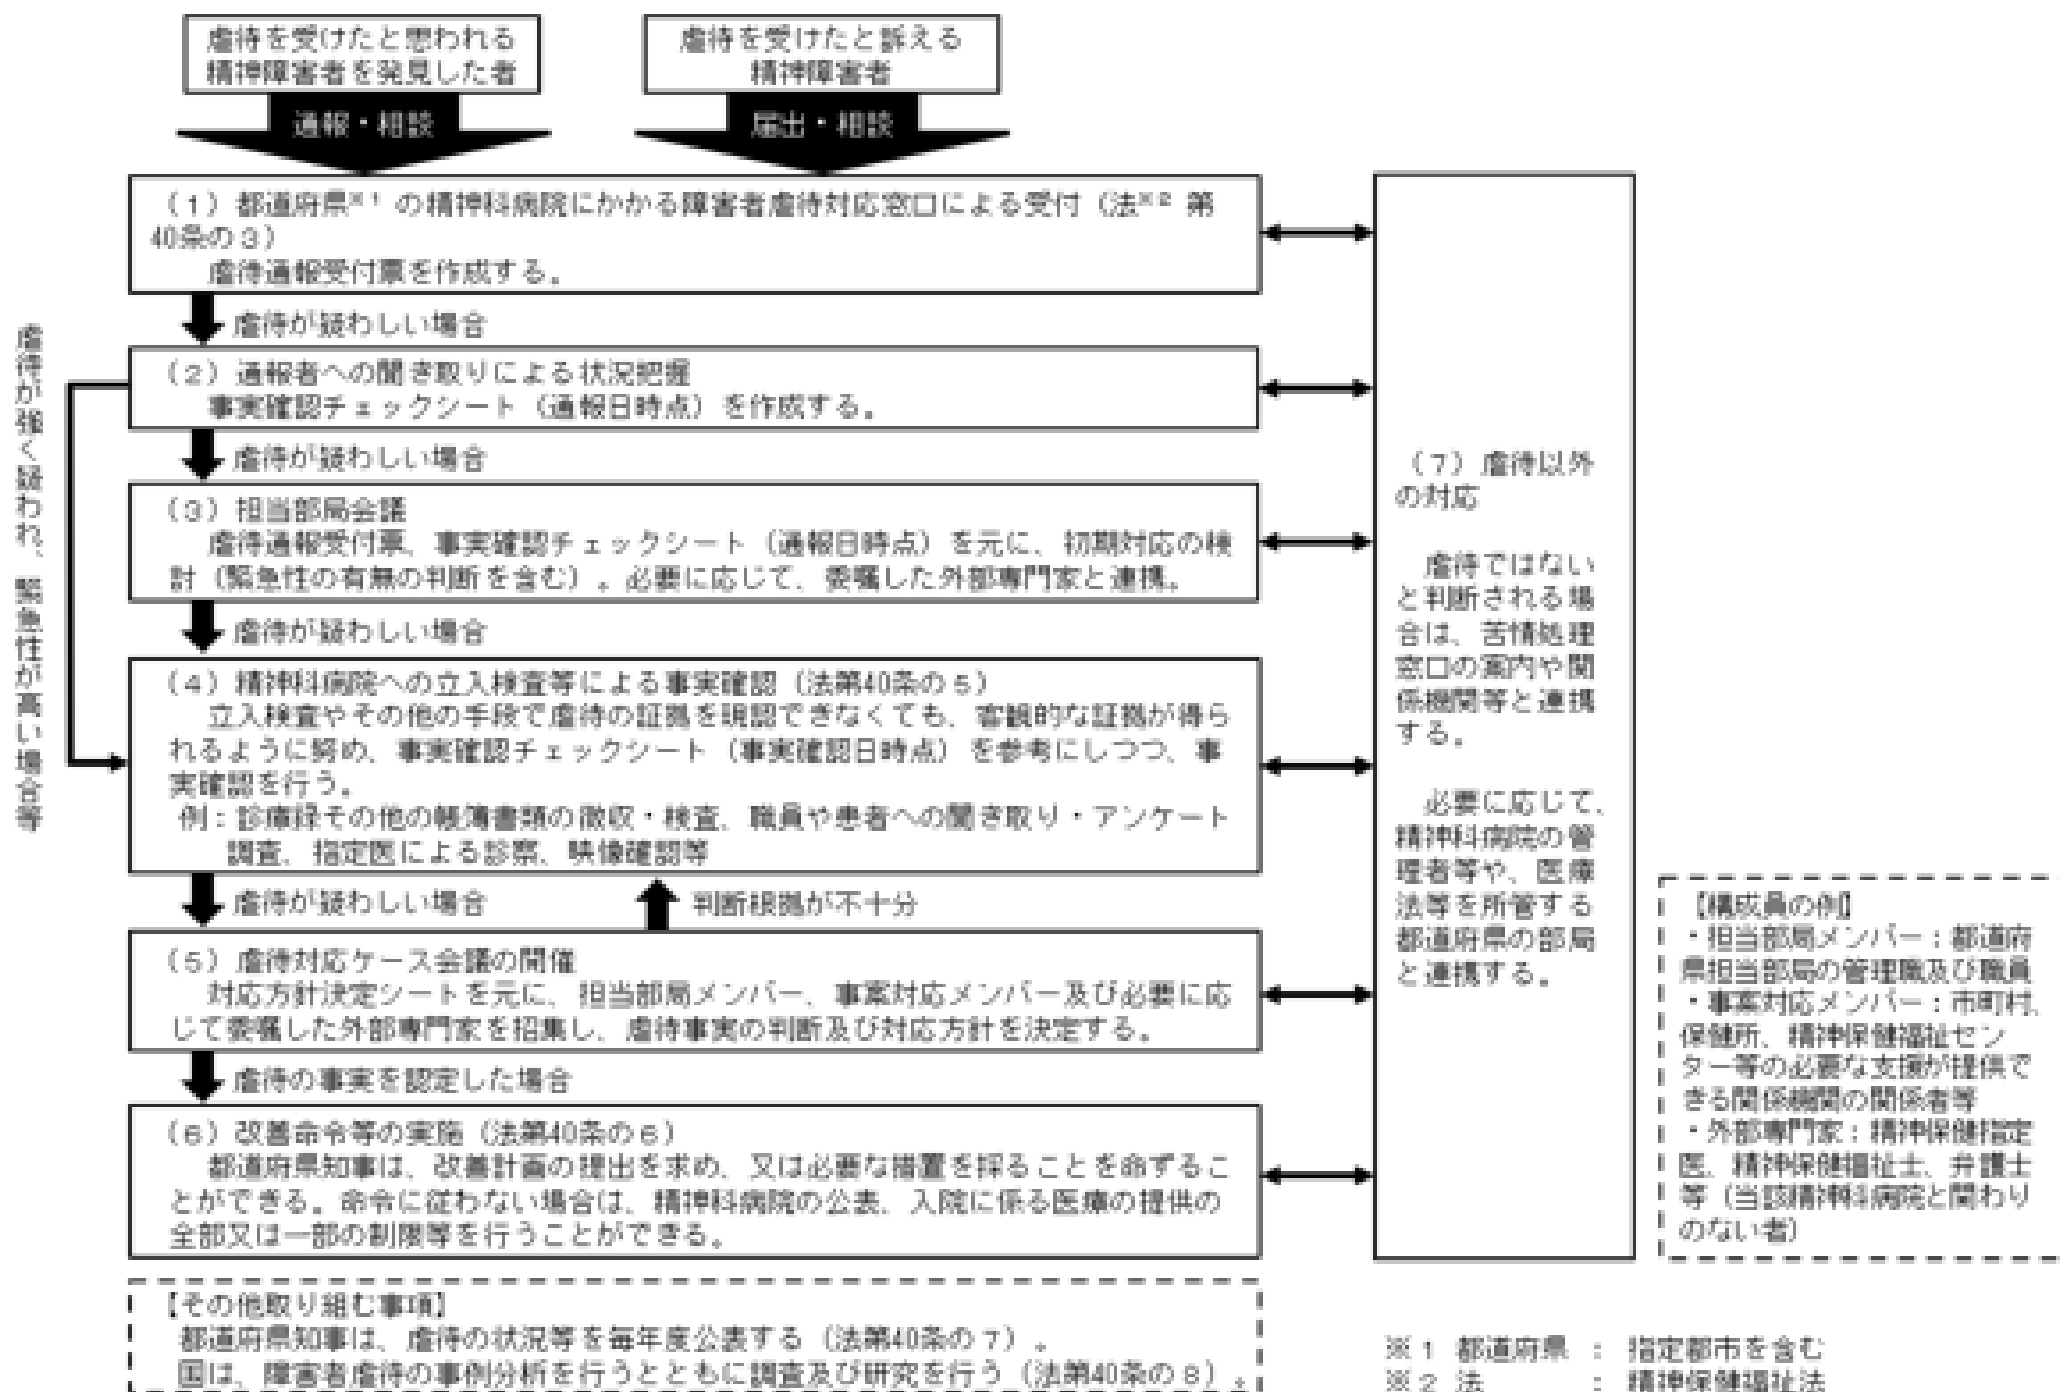 虐待を受けたと思われる
精神障害者を発見した者
虐待を受けたと訴える
精神障害者
通報・相談
届出・相談
（１）都道府県※１ の精神科病院にかかる障害者虐待対応窓口による受付（法※２ 第
40条の３）
虐待通報受付票を作成する。
虐待が疑わしい場合
（２）通報者への聞き取りによる状況把握
事実確認チェックシート（通報日時点）を作成する。
虐待が疑わしい場合
（３）担当部局会議
虐待通報受付票、事実確認チェックシート（通報日時点）を元に、初期対応の検
討（緊急性の有無の判断を含む）。必要に応じて、委嘱した外部専門家と連携。
虐待が疑わしい場合
虐待が強く疑われ、緊急性が高い場合等
（４）精神科病院への立入検査等による事実確認（法第40条の５）
立入検査やその他の手段で虐待の証拠を現認できなくても、客観的な証拠が得ら
れるように努め、事実確認チェックシート（事実確認日時点）を参考にしつつ、事
実確認を行う。
例：診療録その他の帳簿書類の徴収・検査、職員や患者への聞き取り・アンケート
調査、指定医による診察、映像確認等
虐待が疑わしい場合
判断根拠が不十分
（５）虐待対応ケース会議の開催
対応方針決定シートを元に、担当部局メンバー、事案対応メンバー及び必要に応
じて委嘱した外部専門家を招集し、虐待事実の判断及び対応方針を決定する。
虐待の事実を認定した場合
（６）改善命令等の実施（法第40条の６）
都道府県知事は、改善計画の提出を求め、又は必要な措置を採ることを命ずるこ
とができる。命令に従わない場合は、精神科病院の公表、入院に係る医療の提供の
全部又は一部の制限等を行うことができる。
（７）虐待以外
の対応
虐待ではない
と判断される場
合は、苦情処理
窓口の案内や関
係機関等と連携
する。
必要に応じて、
精神科病院の管
理者等や、医療
法等を所管する
都道府県の部局
と連携する。
【構成員の例】
・担当部局メンバー：都道府
県担当部局の管理職及び職員
・事案対応メンバー：市町村、
保健所、精神保健福祉セン
ター等の必要な支援が提供で
きる関係機関の関係者等
・外部専門家：精神保健指定
医、精神保健福祉士、弁護士
等（当該精神科病院と関わり
のない者）
【その他取り組む事項】
都道府県知事は、虐待の状況等を毎年度公表する（法第40条の７）。
国は、障害者虐待の事例分析を行うとともに調査及び研究を行う（法第40条の８）。
※１ 都道府県 ： 指定都市を含む
※２ 法 ： 精神保健福祉法